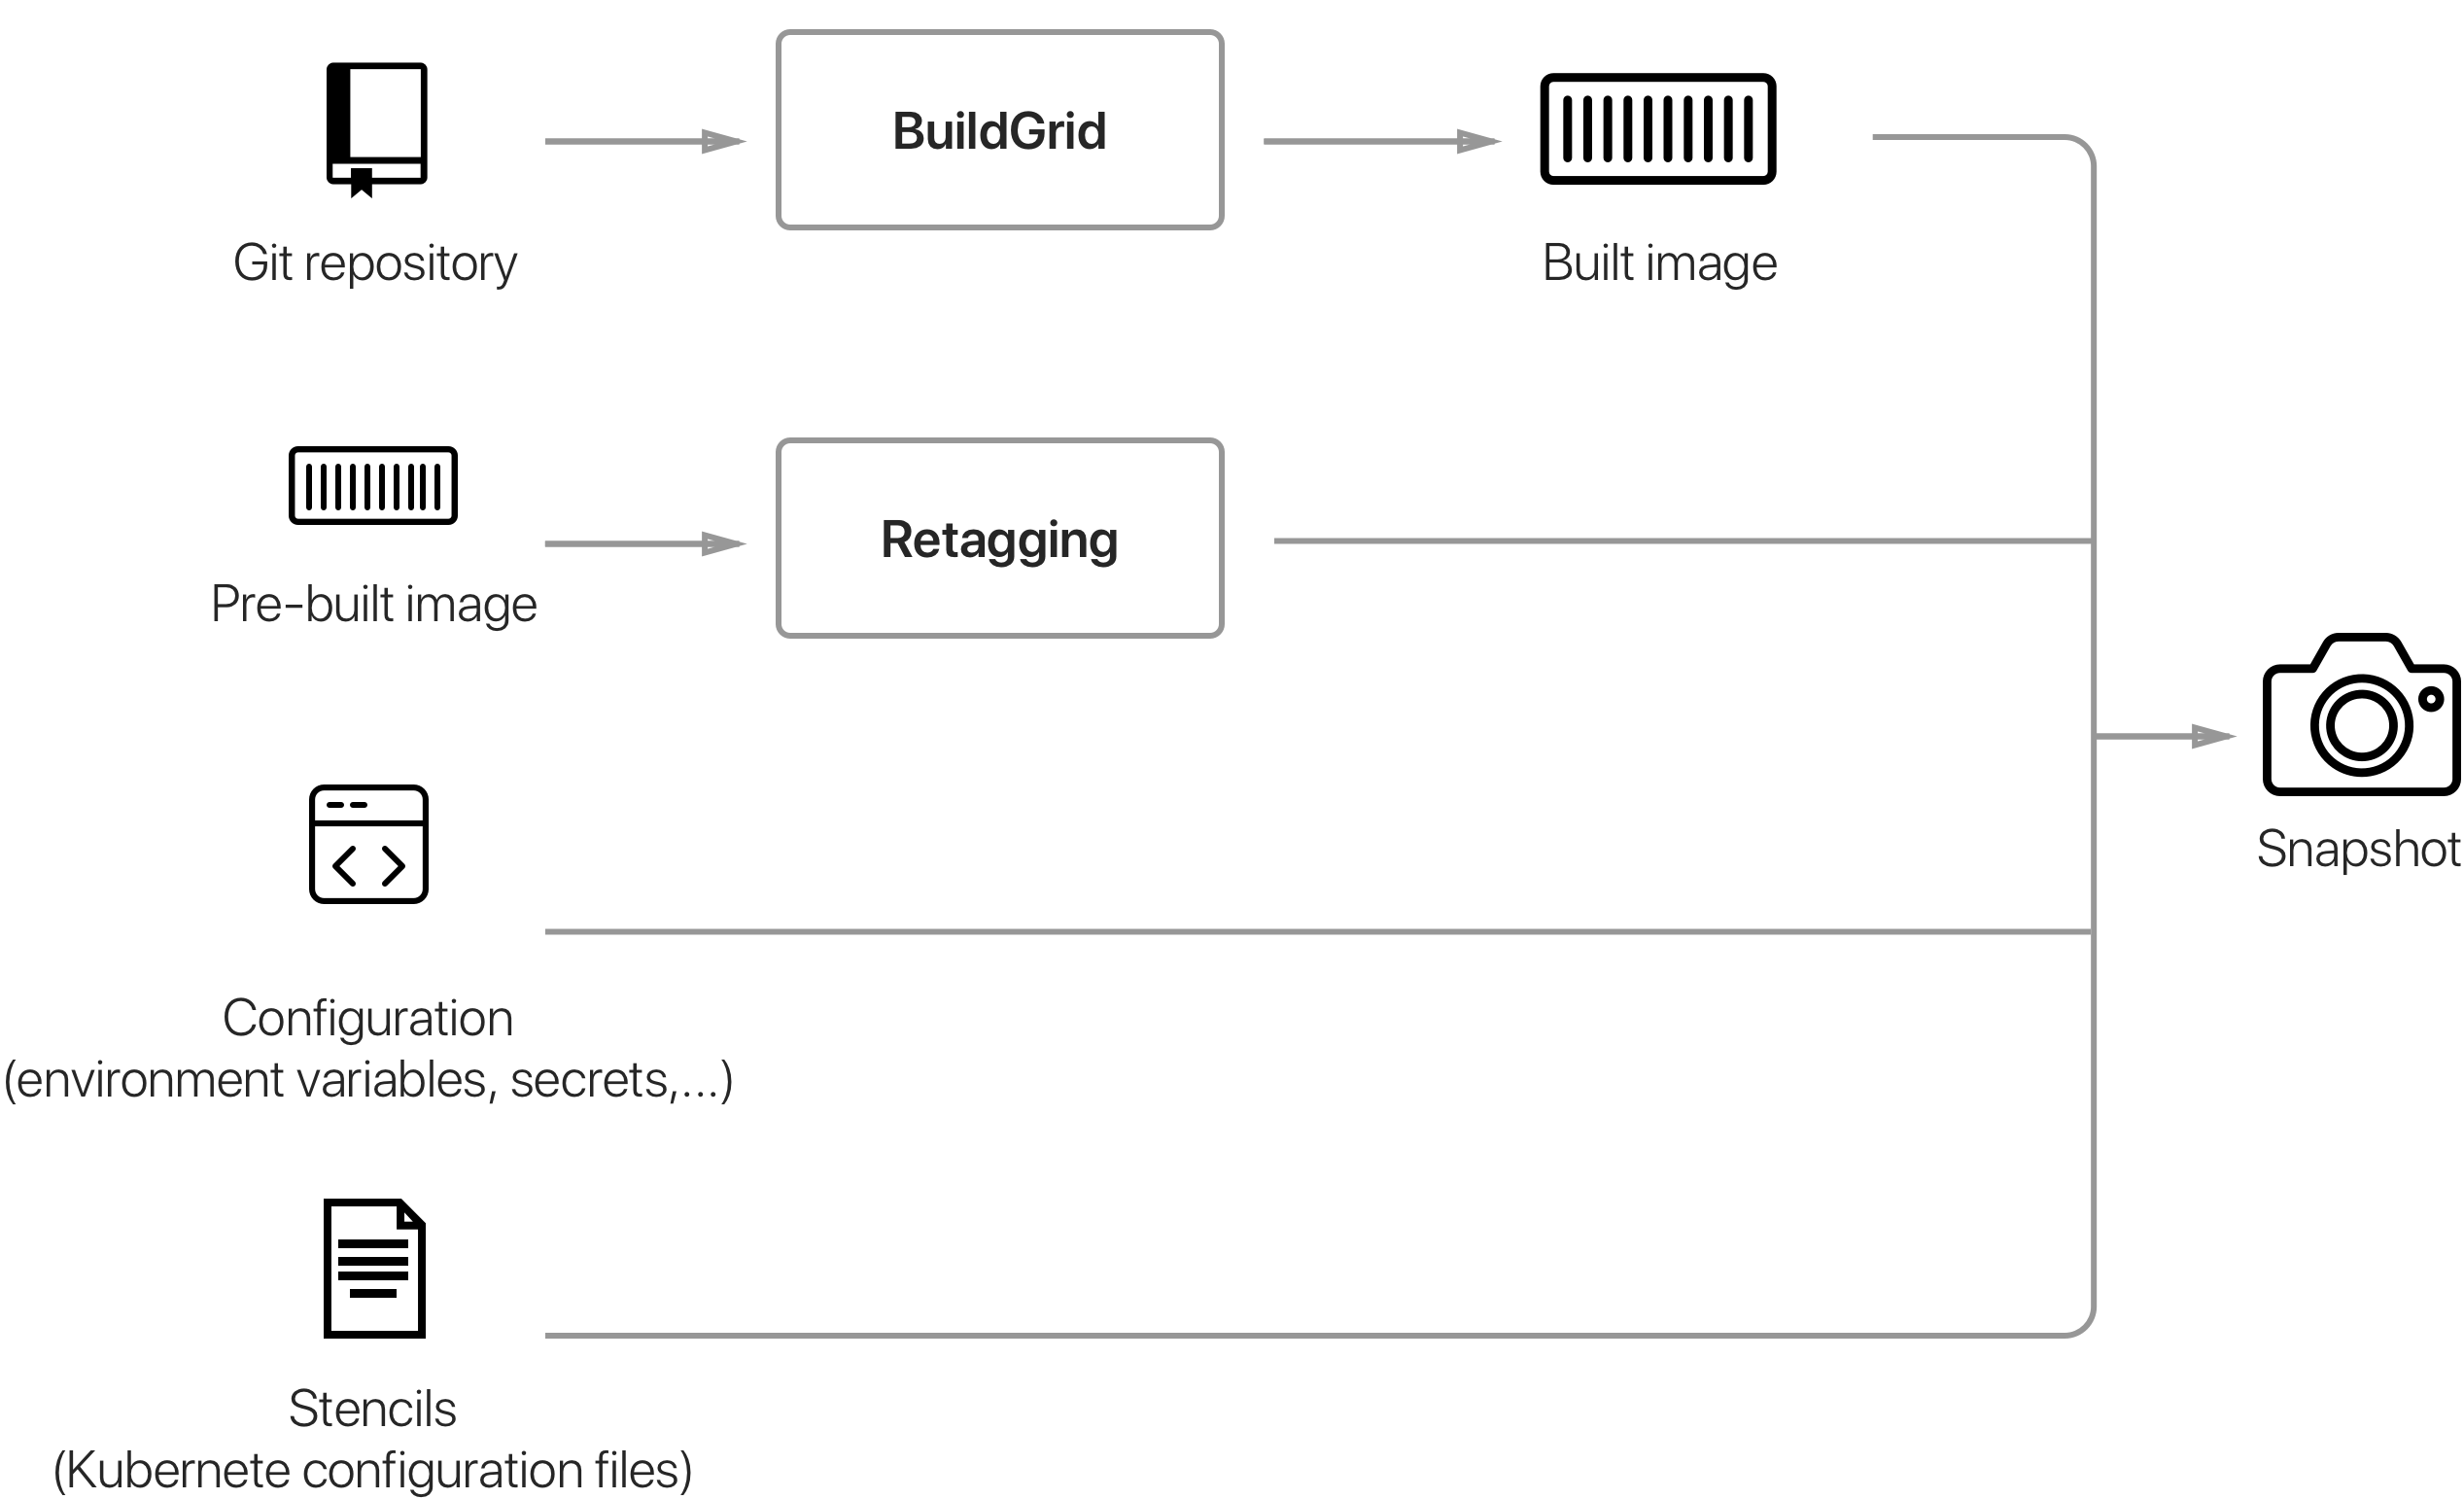 BuildGrid
Git repository
Built image
Retagging
Pre-built image
Snapshot
Configuration
(environment variables, secrets,...)
Stencils
(Kubernete configuration files)